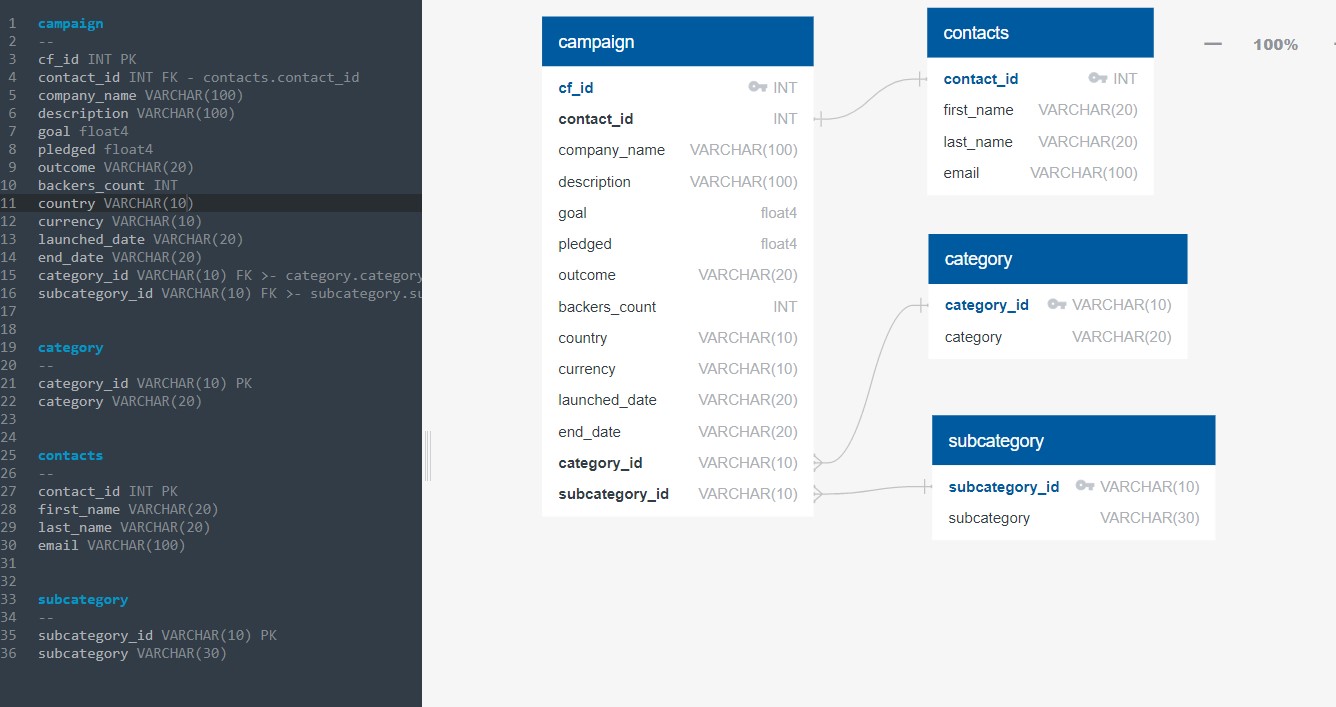 1 campaign
2 --
3 cf_id INT PK
4 contact_id INT FK - contacts.contact_id
5 company_name VARCHAR(100)
6 description VARCHAR(100)
7 goal float4
8 pledged float4
9 outcome VARCHAR(20)
10 backers_count INT
11 country VARCHAR(10)
12 currency VARCHAR(10)
13 launched_date VARCHAR(20)
14 end_date VARCHAR(20)
15 category_id VARCHAR(10) FK >- category.category
16 subcategory_id VARCHAR(10) FK >- subcategory.su
17
18
19 category
20 --
21 category_id VARCHAR(10) PK
22 category VARCHAR(20)
23
24
25 contacts
26 --
27 contact_id INT PK
28 first_name VARCHAR(20)
29 last_name VARCHAR(20)
30 email VARCHAR(100)
31
32
33 subcategory
34 --
35 subcategory_id VARCHAR(10) PK
36 subcategory VARCHAR(30)
campaign
cf_id INT
contact_id INT
company_name VARCHAR(100)
description VARCHAR(100)
goal float4
pledged float4
outcome VARCHAR(20)
backers_count INT
country VARCHAR(10)
currency VARCHAR(10)
launched_date VARCHAR(20)
end_date VARCHAR(20)
category_id VARCHAR(10)
subcategory_id VARCHAR(10)
contacts
contact_id INT
first_name VARCHAR(20)
last_name VARCHAR(20)
email VARCHAR(100)
category
category_id VARCHAR(10)
category VARCHAR(20)
subcategory
subcategory_id VARCHAR(10)
subcategory VARCHAR(30)
100%